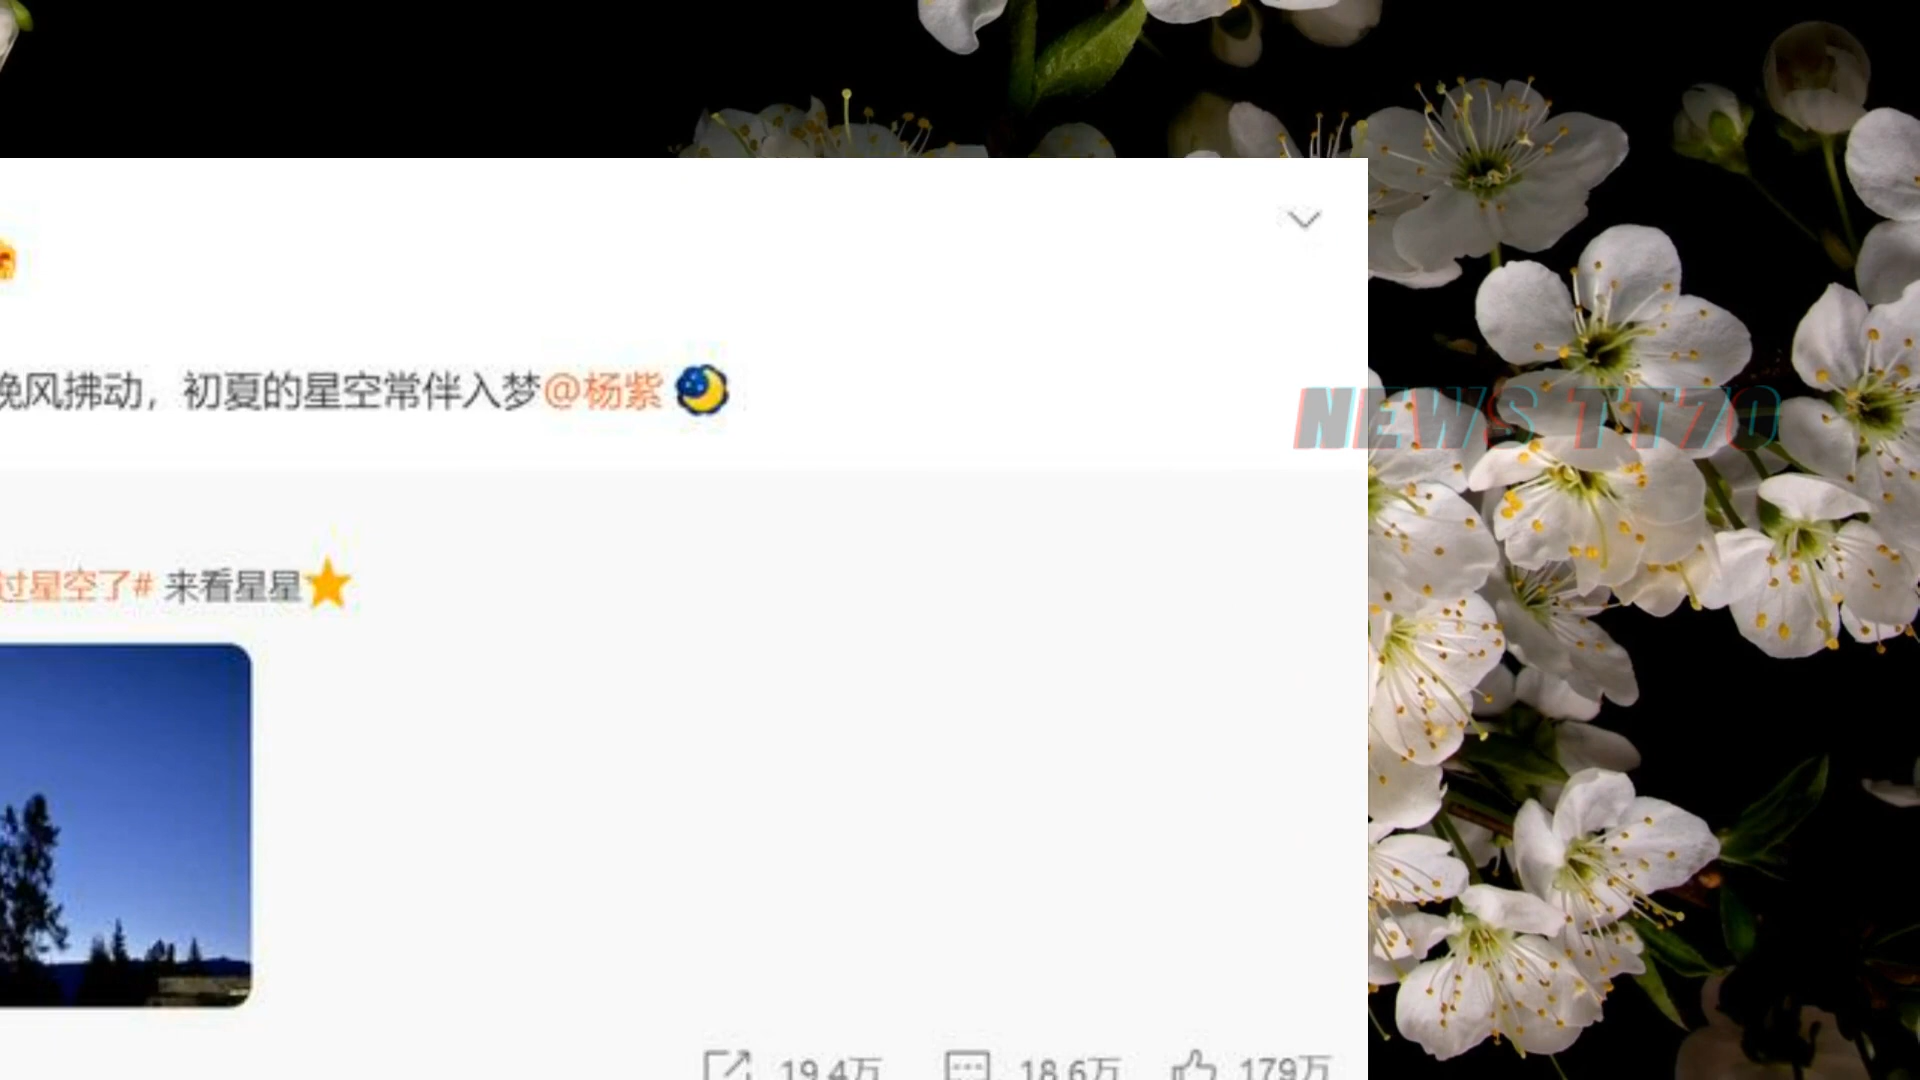 晚风拂动，初夏的星空常伴入梦@杨紫
NEWS TT70
过星空了# 来看星星
19.4万 18.6万 179万